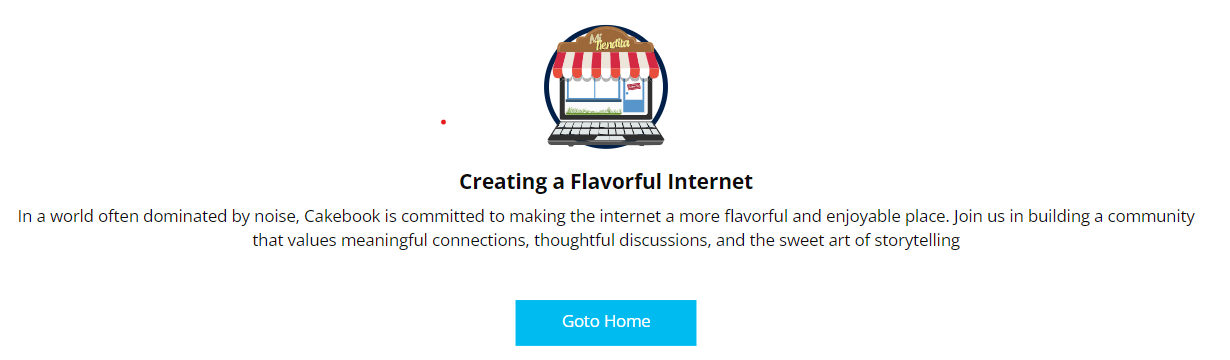 Mi
Tiendita
Creating a Flavorful Internet
In a world often dominated by noise, Cakebook is committed to making the internet a more flavorful and enjoyable place. Join us in building a community
that values meaningful connections, thoughtful discussions, and the sweet art of storytelling
Goto Home